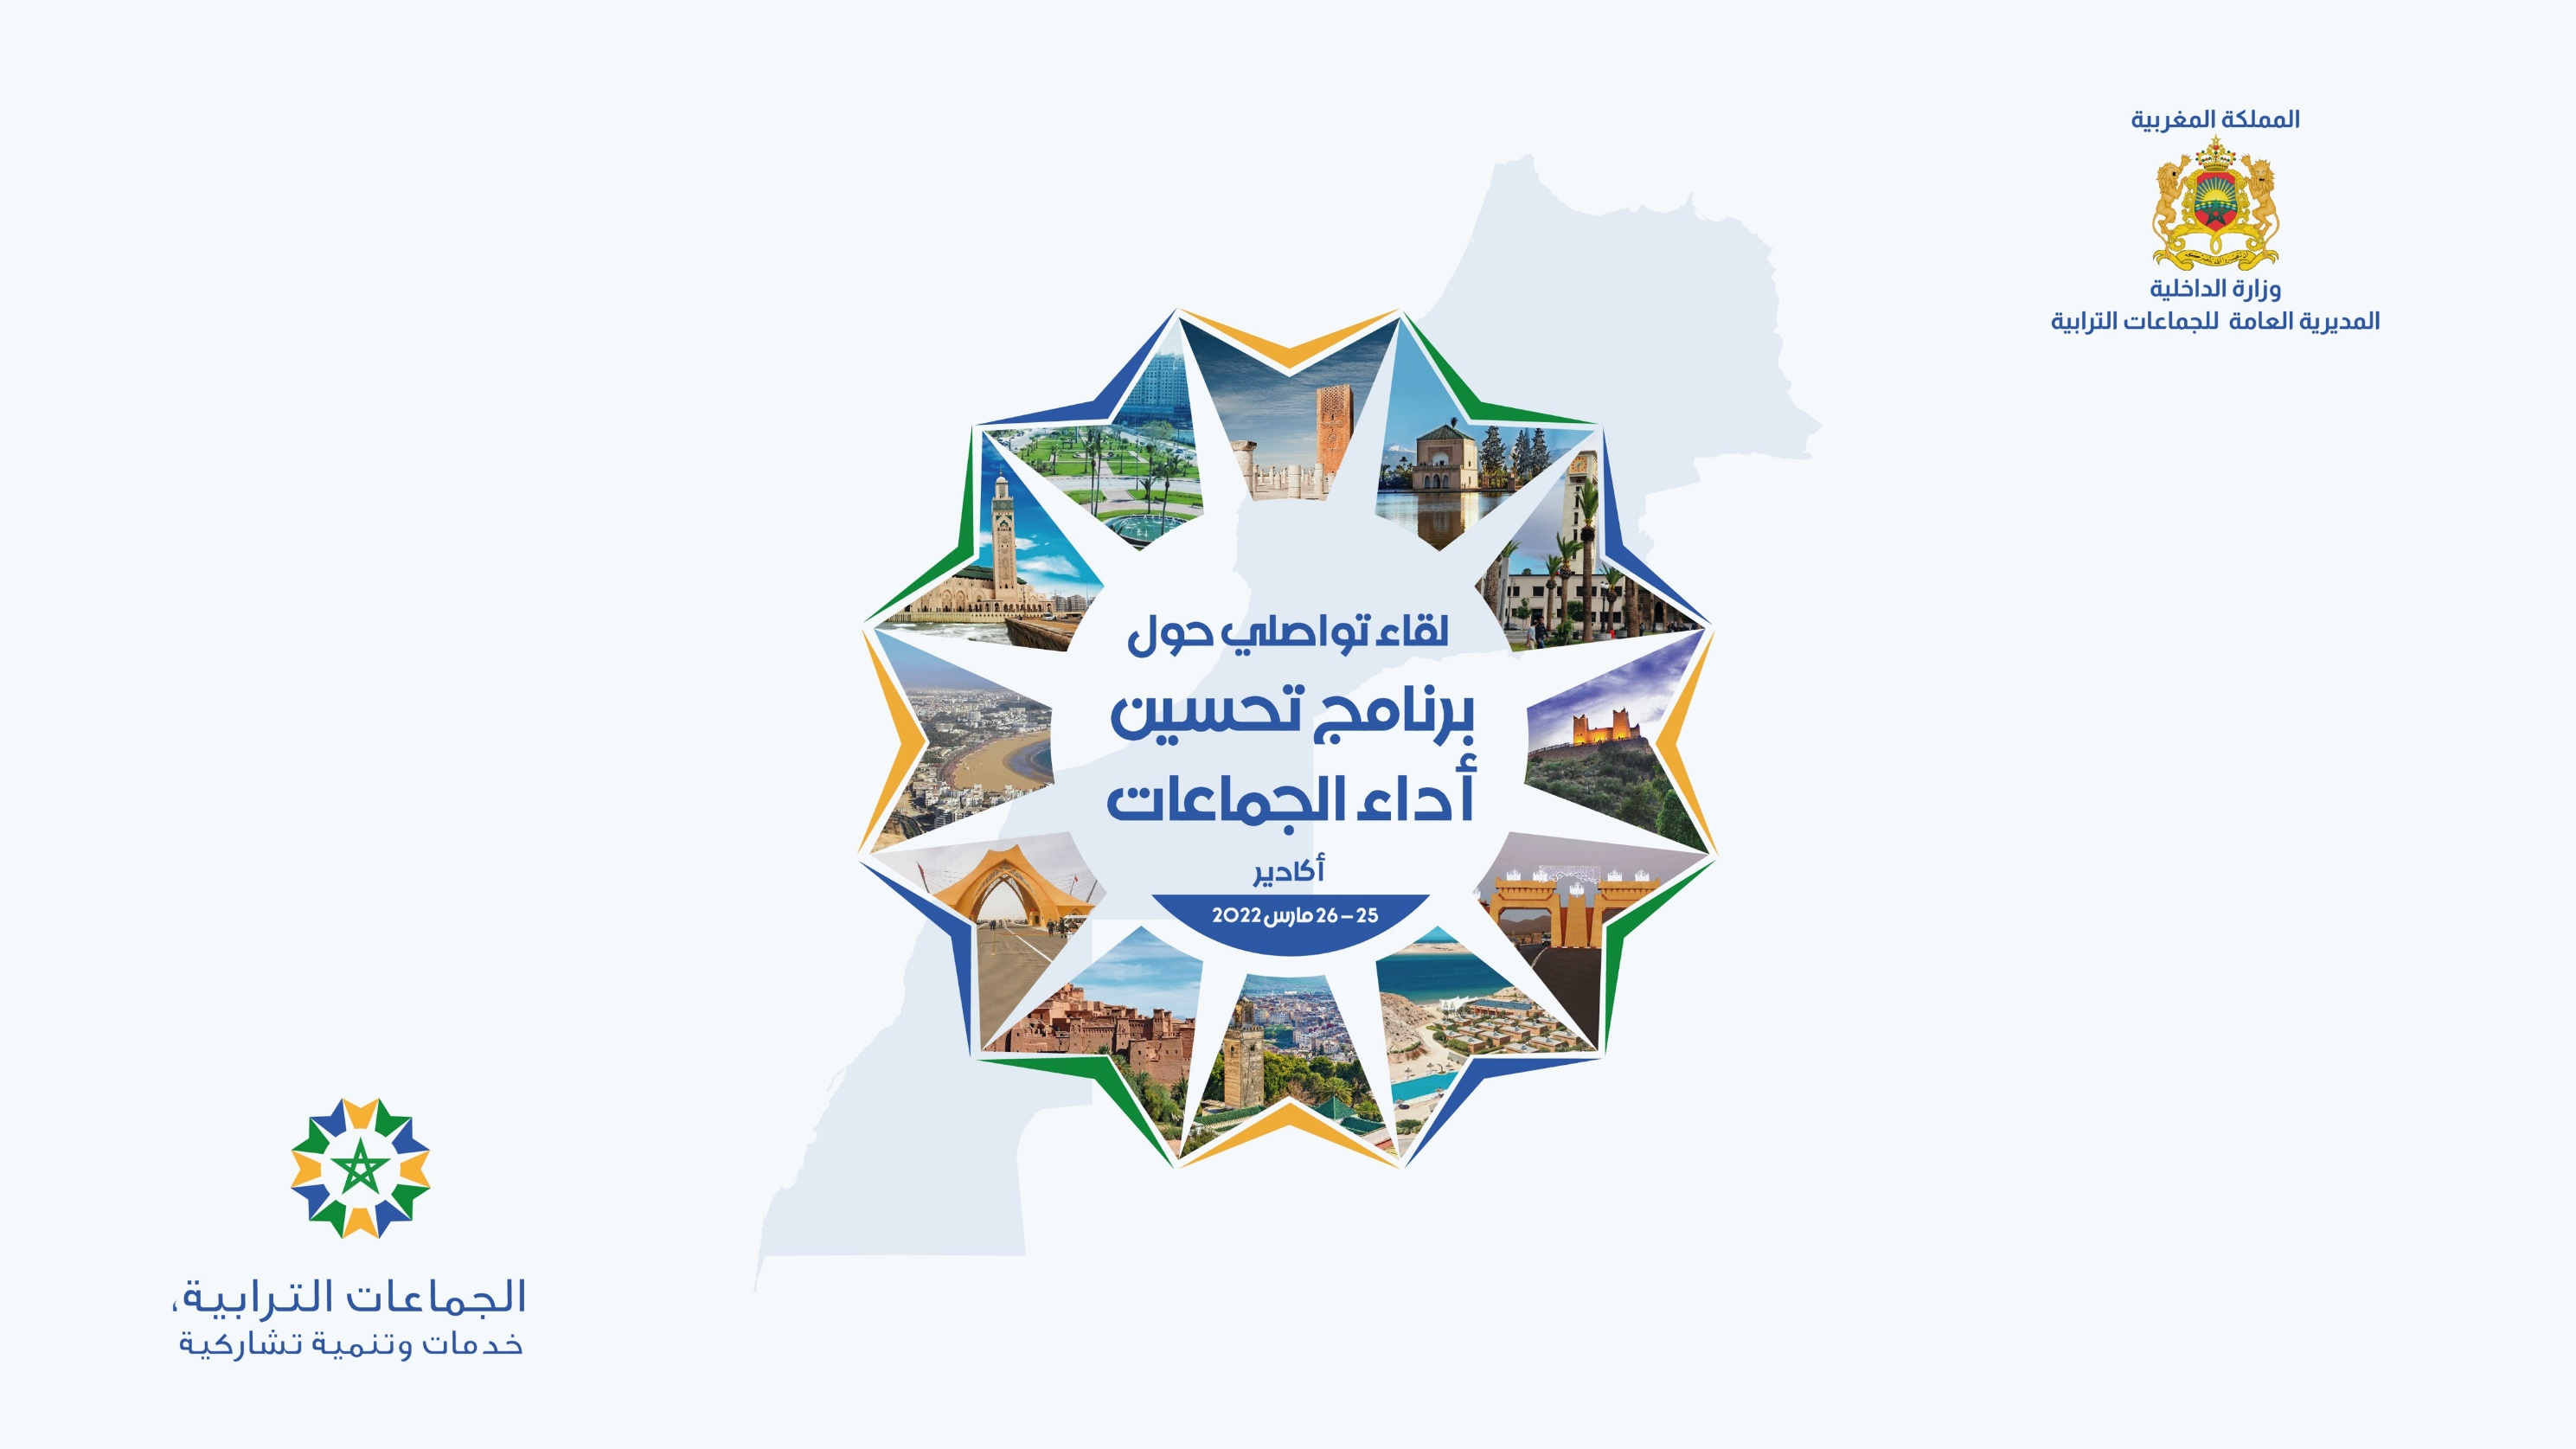 المملكة المغربية
وزارة الداخلية
المديرية العامة للجماعات الترابية
لقاء تواصلي حول
برنامج تحسين
أداء الجماعات
أكادير
25 – 26 مارس 2022
الجماعات الترابية،
خدمات وتنمية تشاركية